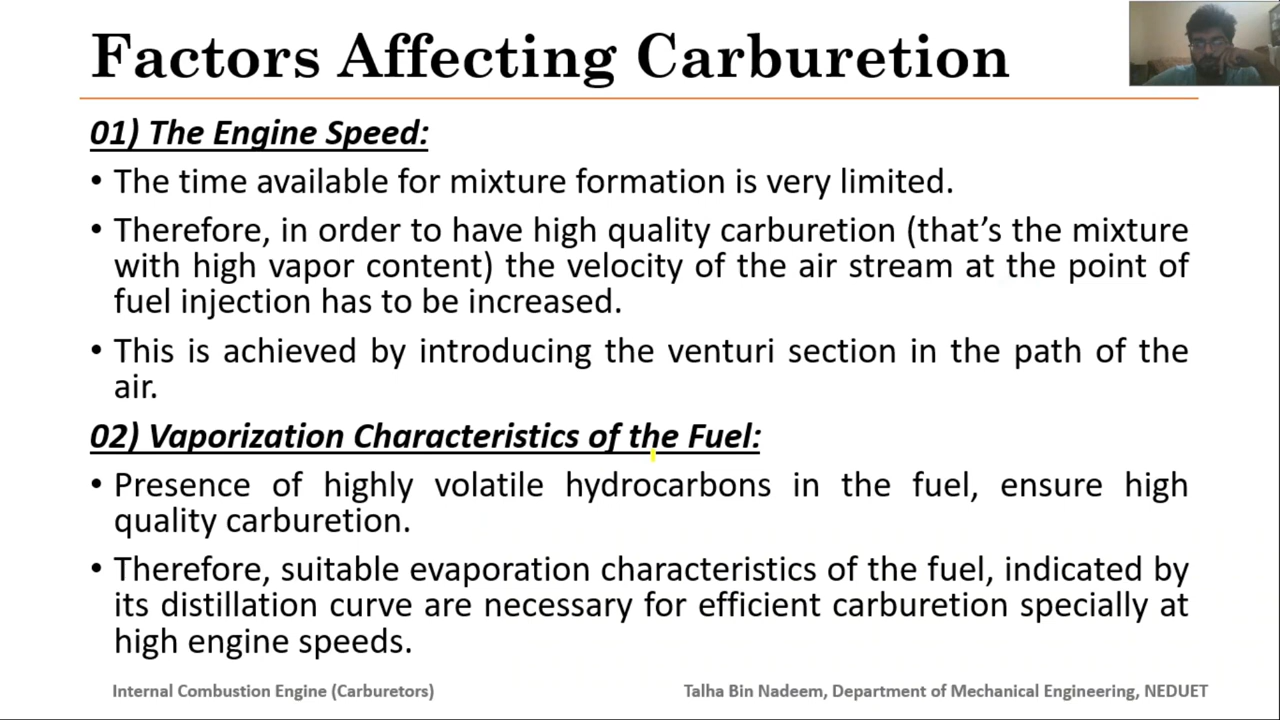 Factors Affecting Carburetion
01) The Engine Speed:
• The time available for mixture formation is very limited.
• Therefore, in order to have high quality carburetion (that’s the mixture
with high vapor content) the velocity of the air stream at the point of
fuel injection has to be increased.
• This is achieved by introducing the venturi section in the path of the
air.
02) Vaporization Characteristics of the Fuel:
• Presence of highly volatile hydrocarbons in the fuel, ensure high
quality carburetion.
• Therefore, suitable evaporation characteristics of the fuel, indicated by
its distillation curve are necessary for efficient carburetion specially at
high engine speeds.
Internal Combustion Engine (Carburetors)
Talha Bin Nadeem, Department of Mechanical Engineering, NEDUET